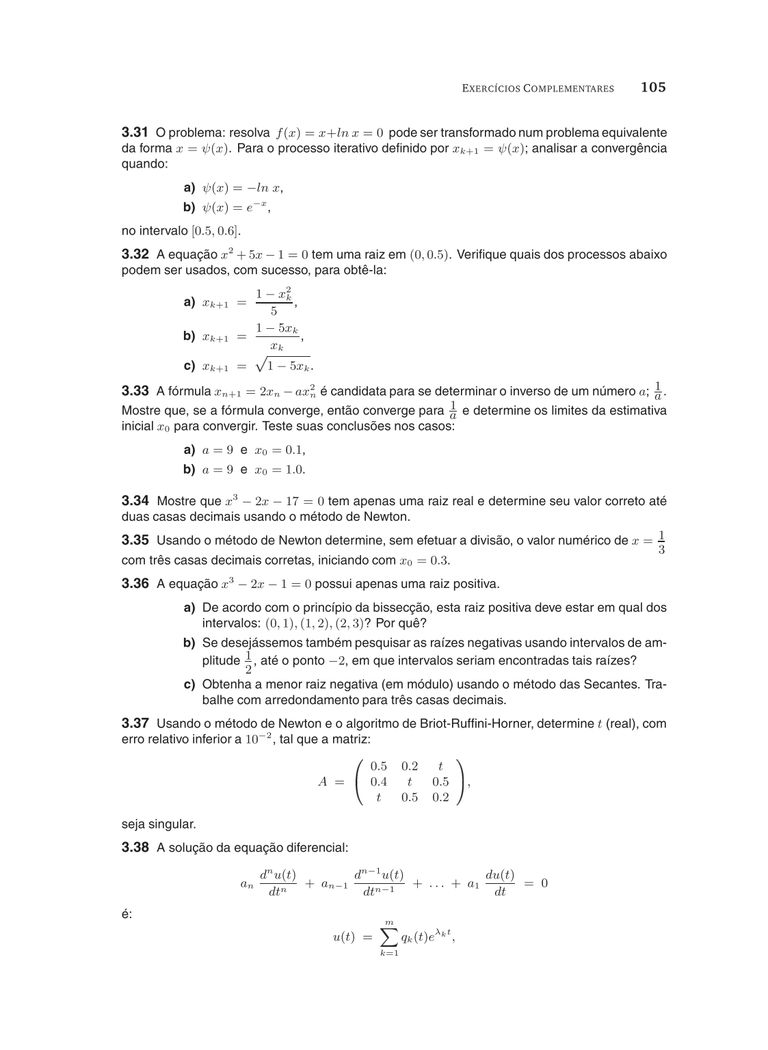 EXERCÍCIOS COMPLEMENTARES 105
3.31 O problema: resolva f(x) = x+ln x = 0 pode ser transformado num problema equivalente
da forma x = ψ(x). Para o processo iterativo definido por x_{k+1} = ψ(x); analisar a convergência
quando:
a) ψ(x) = −ln x,
b) ψ(x) = e^{−x},
no intervalo [0.5, 0.6].
3.32 A equação x² + 5x − 1 = 0 tem uma raiz em (0, 0.5). Verifique quais dos processos abaixo
podem ser usados, com sucesso, para obtê-la:
a) x_{k+1} = \frac{1 − x_k^2}{5},
b) x_{k+1} = \frac{1 − 5x_k}{x_k},
c) x_{k+1} = \sqrt{1 − 5x_k}.
3.33 A fórmula x_{n+1} = 2x_n − ax_n^2 é candidata para se determinar o inverso de um número a; \frac{1}{a}.
Mostre que, se a fórmula converge, então converge para \frac{1}{a} e determine os limites da estimativa
inicial x_0 para convergir. Teste suas conclusões nos casos:
a) a = 9 e x_0 = 0.1,
b) a = 9 e x_0 = 1.0.
3.34 Mostre que x³ − 2x − 17 = 0 tem apenas uma raiz real e determine seu valor correto até
duas casas decimais usando o método de Newton.
3.35 Usando o método de Newton determine, sem efetuar a divisão, o valor numérico de x = \frac{1}{3}
com três casas decimais corretas, iniciando com x_0 = 0.3.
3.36 A equação x³ − 2x − 1 = 0 possui apenas uma raiz positiva.
a) De acordo com o princípio da bissecção, esta raiz positiva deve estar em qual dos
intervalos: (0, 1), (1, 2), (2, 3)? Por quê?
b) Se desejássemos também pesquisar as raízes negativas usando intervalos de am-
plitude \frac{1}{2}, até o ponto −2, em que intervalos seriam encontradas tais raízes?
c) Obtenha a menor raiz negativa (em módulo) usando o método das Secantes. Tra-
balhe com arredondamento para três casas decimais.
3.37 Usando o método de Newton e o algoritmo de Briot-Ruffini-Horner, determine t (real), com
erro relativo inferior a 10^{−2}, tal que a matriz:
0.5 0.2 t
A = ( 0.4 t 0.5 ),
t 0.5 0.2
seja singular.
3.38 A solução da equação diferencial:
a_n \frac{d^n u(t)}{dt^n} + a_{n−1} \frac{d^{n−1} u(t)}{dt^{n−1}} + . . . + a_1 \frac{du(t)}{dt} = 0
é:
u(t) = \sum_{k=1}^{m} q_k(t)e^{λ_k t},